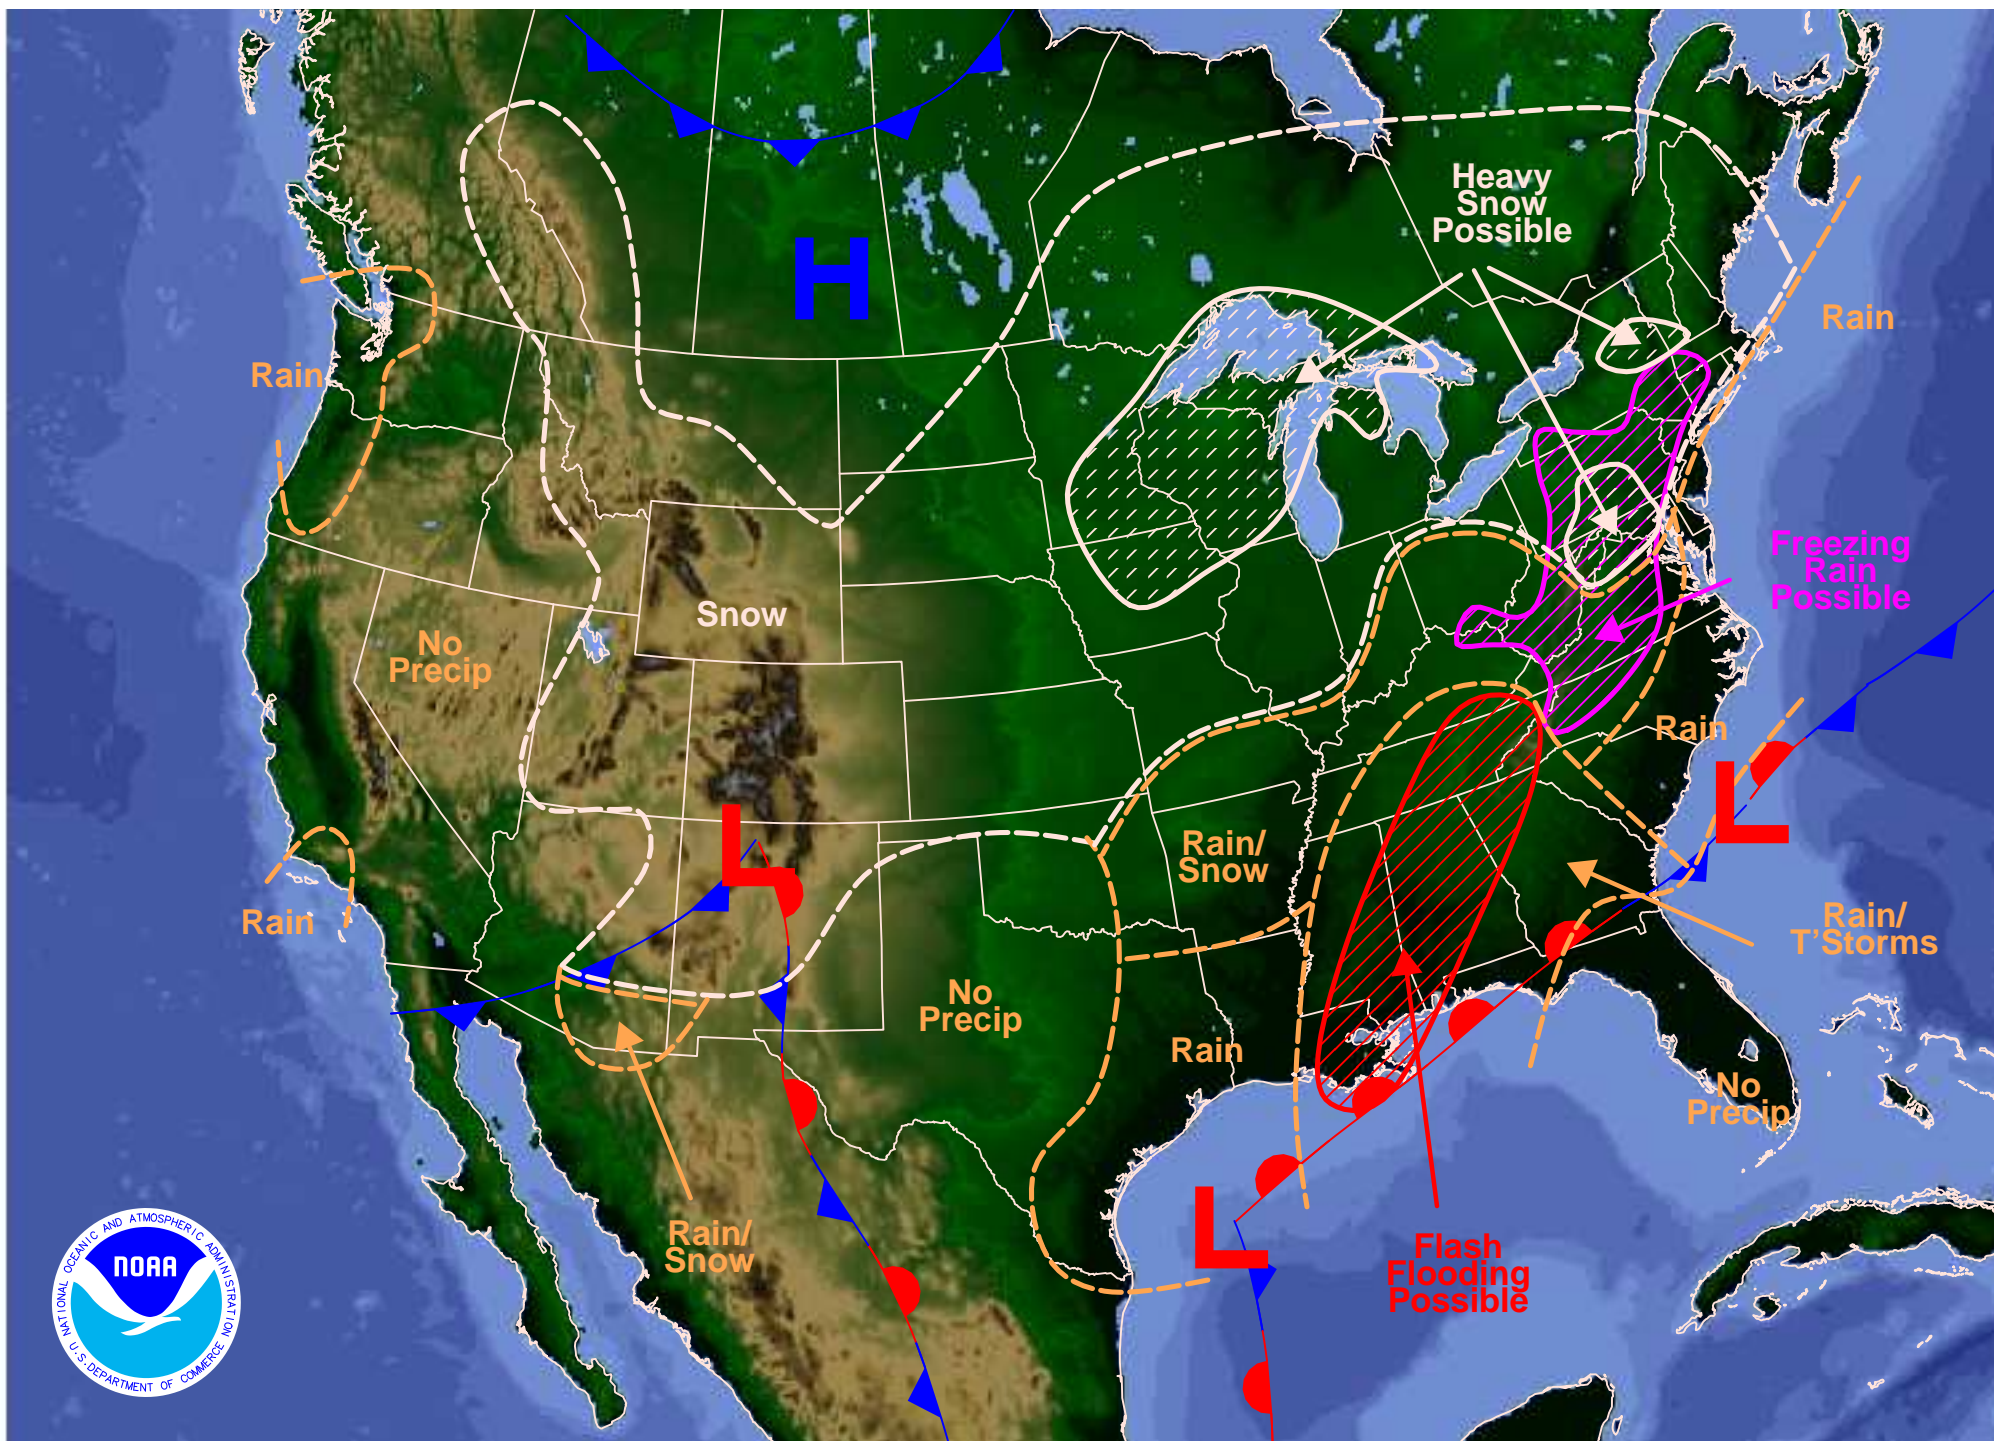 Heavy
Snow
Possible
H
Rain
Rain
Freezing
Rain
Possible
Snow
No
Precip
Rain
L
L
Rain/
Snow
Rain
Rain/
T'Storms
No
Precip
Rain
No
Precip
L
Rain/
Snow
Flash
Flooding
Possible
NATIONAL OCEANIC AND ATMOSPHERIC ADMINISTRATION
NOAA
U.S. DEPARTMENT OF COMMERCE